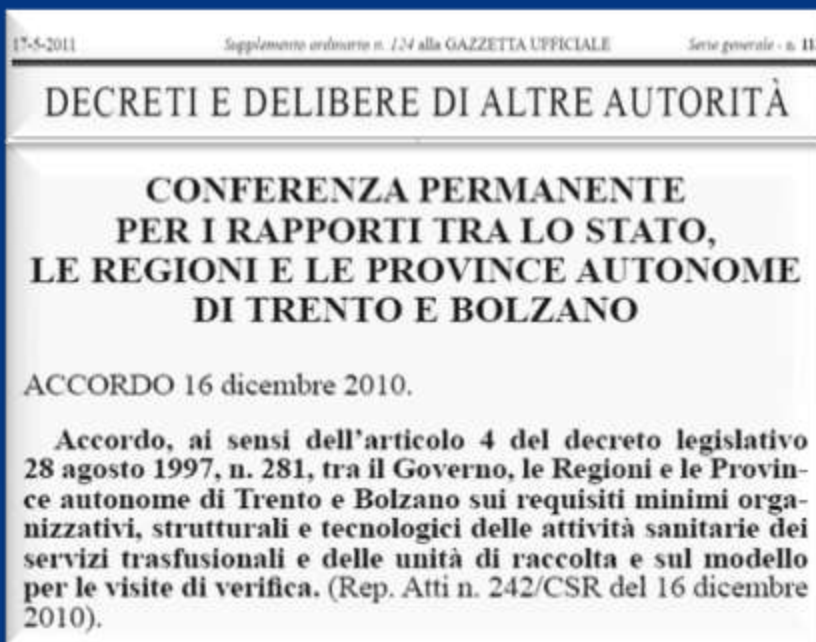 17-5-2011 Supplemento ordinario n. 124 alla GAZZETTA UFFICIALE Serie generale - n. 11
DECRETI E DELIBERE DI ALTRE AUTORITÀ
CONFERENZA PERMANENTE
PER I RAPPORTI TRA LO STATO,
LE REGIONI E LE PROVINCE AUTONOME
DI TRENTO E BOLZANO
ACCORDO 16 dicembre 2010.
Accordo, ai sensi dell'articolo 4 del decreto legislativo
28 agosto 1997, n. 281, tra il Governo, le Regioni e le Provin-
ce autonome di Trento e Bolzano sui requisiti minimi orga-
nizzativi, strutturali e tecnologici delle attività sanitarie dei
servizi trasfusionali e delle unità di raccolta e sul modello
per le visite di verifica. (Rep. Atti n. 242/CSR del 16 dicembre
2010).